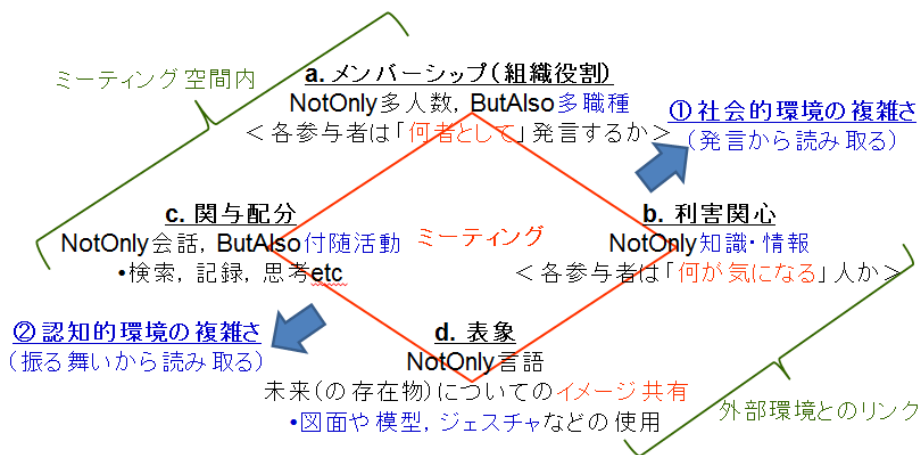 ミーティング空間内
a. メンバーシップ(組織役割)
NotOnly多人数, ButAlso多職種
＜各参与者は「何者として」発言するか＞
①社会的環境の複雑さ
(発言から読み取る)
c. 関与配分
NotOnly会話, ButAlso付随活動
•検索, 記録, 思考etc
ミーティング
b. 利害関心
NotOnly知識・情報
＜各参与者は「何が気になる」人か＞
②認知的環境の複雑さ
(振る舞いから読み取る)
d. 表象
NotOnly言語
未来(の存在物)についてのイメージ共有
•図面や模型, ジェスチャなどの使用
外部環境とのリンク